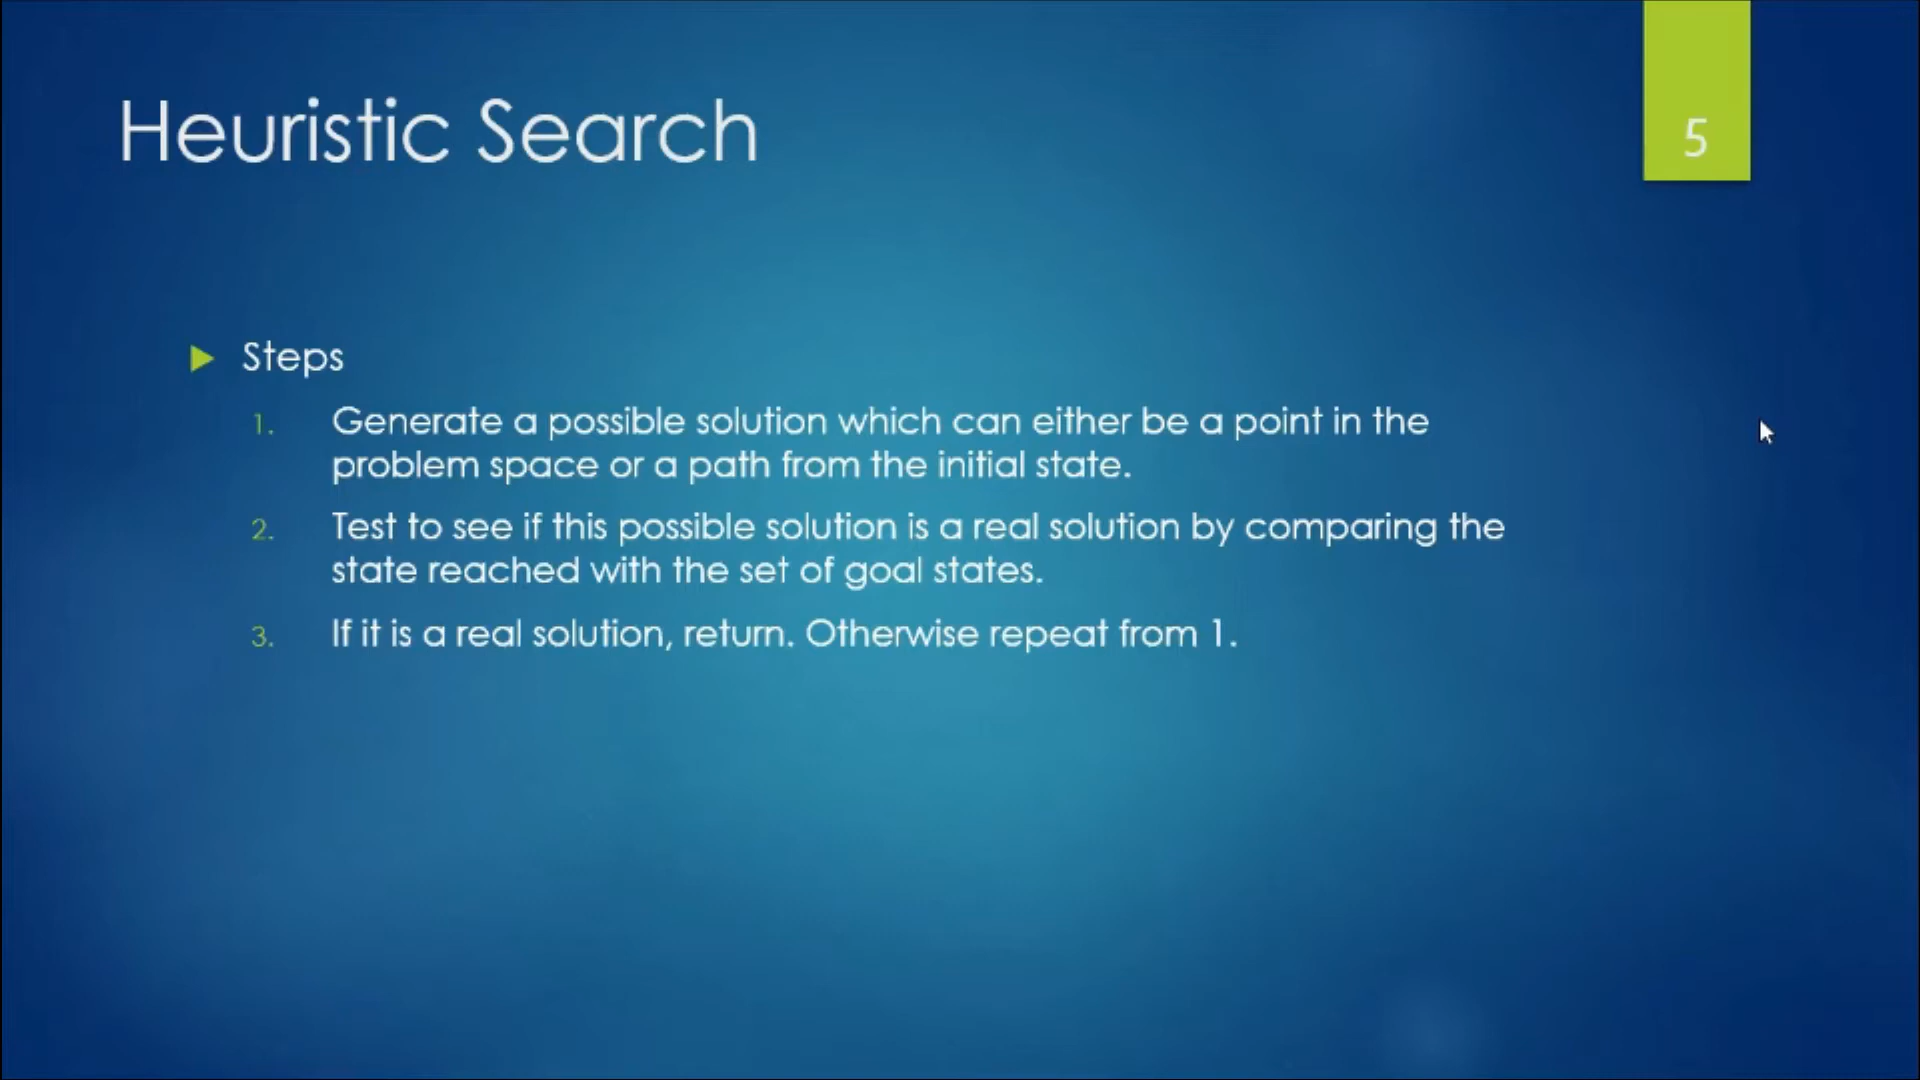 Heuristic Search
5
Steps
1. Generate a possible solution which can either be a point in the
problem space or a path from the initial state.
2. Test to see if this possible solution is a real solution by comparing the
state reached with the set of goal states.
3. If it is a real solution, return. Otherwise repeat from 1.